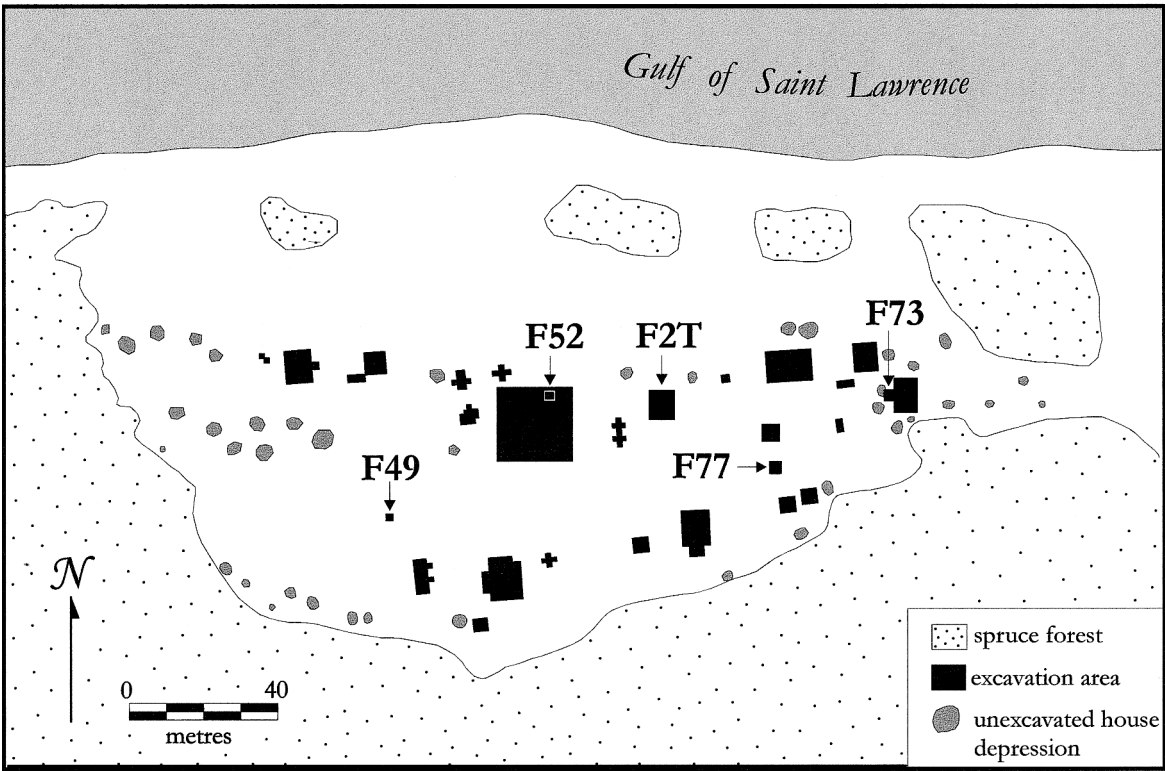 Gulf of Saint Lawrence
F52
F2T
F73
F49
F77
N
0 40
metres
spruce forest
excavation area
unexcavated house
depression